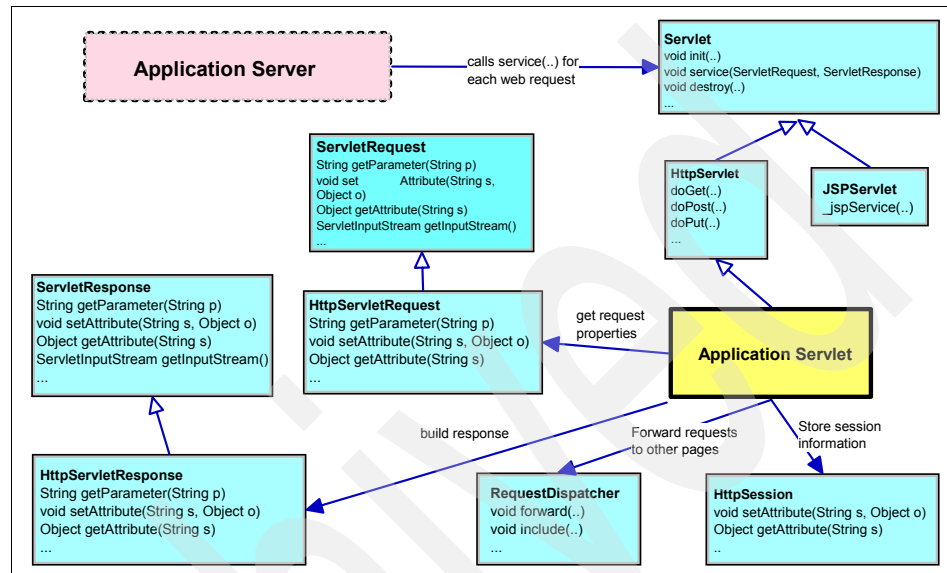 Application Server
calls service(..) for
each web request
Servlet
void init(..)
void service(ServletRequest, ServletResponse)
void destroy(..)
...
ServletRequest
String getParameter(String p)
void set Attribute(String s,
Object o)
Object getAttribute(String s)
ServletInputStream getInputStream()
...
HttpServlet
doGet(..)
doPost(..)
doPut(..)
...
JSPServlet
_jspService(..)
ServletResponse
String getParameter(String p)
void setAttribute(String s, Object o)
Object getAttribute(String s)
ServletInputStream getInputStream()
...
HttpServletRequest
String getParameter(String p)
void setAttribute(String s, Object o)
Object getAttribute(String s)
...
get request
properties
Application Servlet
build response
Forward requests
to other pages
Store session
information
HttpServletResponse
String getParameter(String p)
void setAttribute(String s, Object o)
Object getAttribute(String s)
...
RequestDispatcher
void forward(..)
void include(..)
...
HttpSession
void setAttribute(String s, Object o)
Object getAttribute(String s)
..